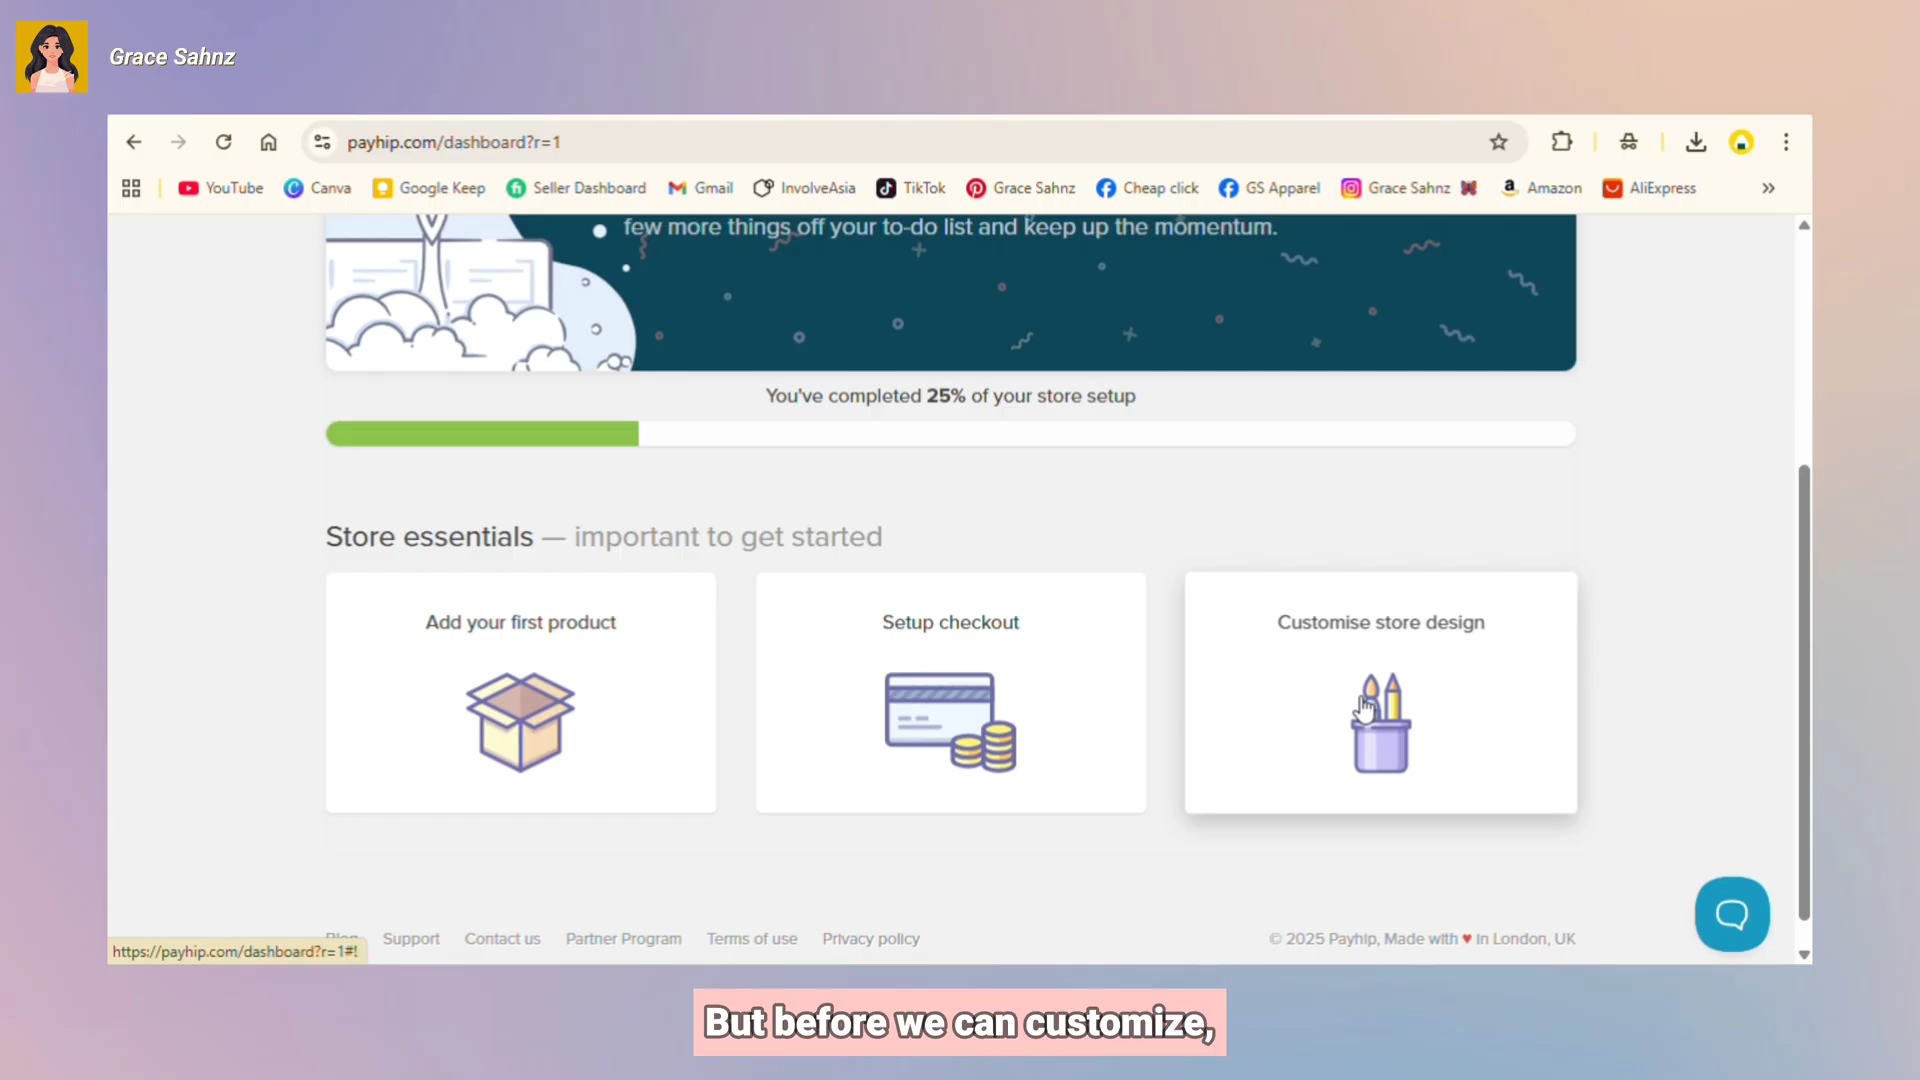 Grace Sahnz
payhip.com/dashboard?r=1
YouTube Canva Google Keep Seller Dashboard Gmail InvolveAsia TikTok Grace Sahnz Cheap click GS Apparel Grace Sahnz Amazon AliExpress
few more things off your to-do list and keep up the momentum.
You've completed 25% of your store setup
Store essentials — important to get started
Add your first product
Setup checkout
Customise store design
Blog Support Contact us Partner Program Terms of use Privacy policy
© 2025 Payhip, Made with ♥ in London, UK
https://payhip.com/dashboard?r=1#!
But before we can customize,